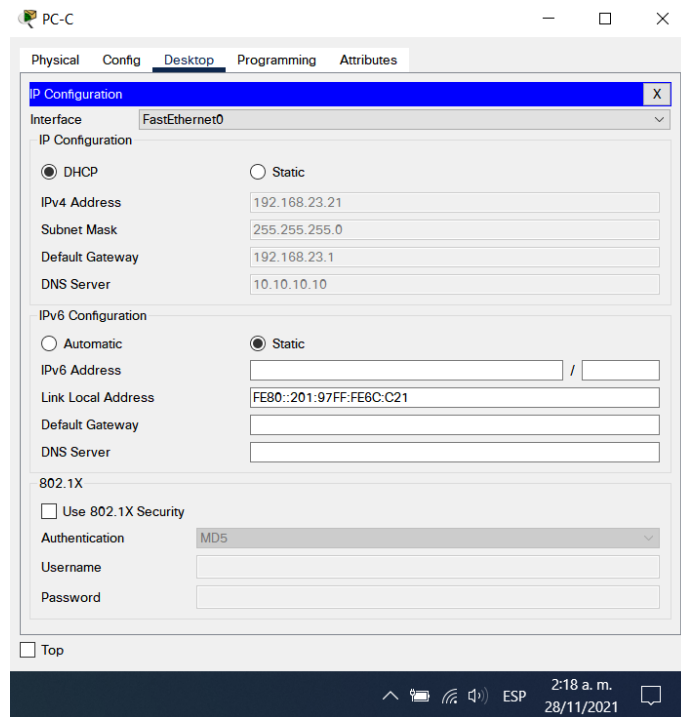 PC-C
Physical Config Desktop Programming Attributes
IP Configuration X
Interface FastEthernet0
IP Configuration
DHCP Static
IPv4 Address 192.168.23.21
Subnet Mask 255.255.255.0
Default Gateway 192.168.23.1
DNS Server 10.10.10.10
IPv6 Configuration
Automatic Static
IPv6 Address /
Link Local Address FE80::201:97FF:FE6C:C21
Default Gateway
DNS Server
802.1X
Use 802.1X Security
Authentication MD5
Username
Password
Top
ESP 2:18 a. m.
28/11/2021